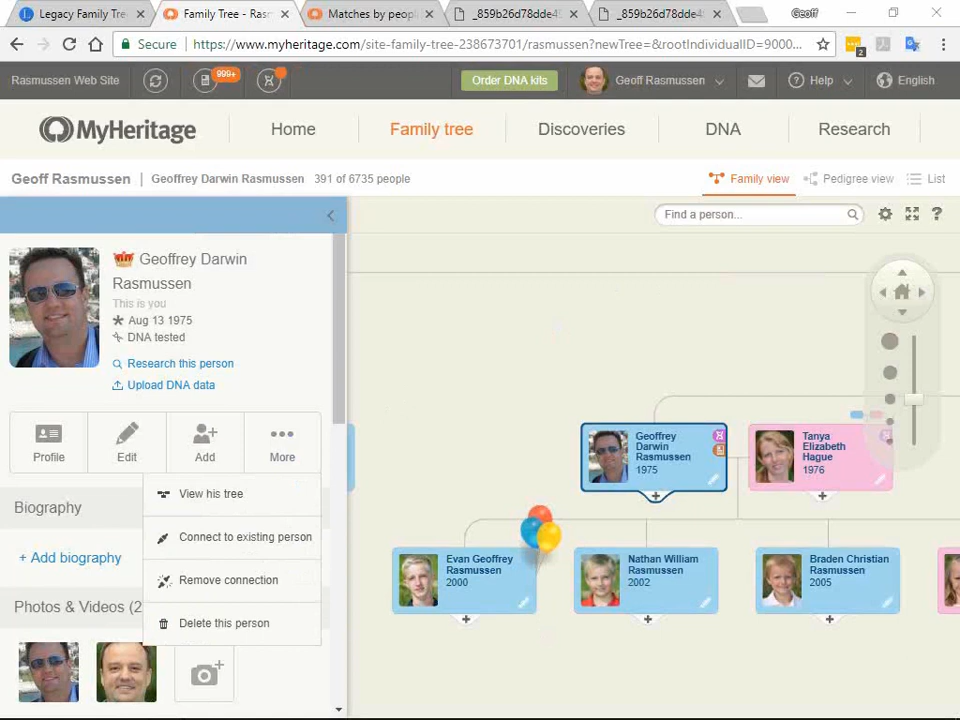 Legacy Family Tre
Family Tree - Rasm
Matches by peopl
_859b26d78dde45
_859b26d78dde49
Geoff
Secure
https://www.myheritage.com/site-family-tree-238673701/rasmussen?newTree=&rootIndividualID=9000...
2
Rasmussen Web Site
999+
Order DNA kits
Geoff Rasmussen
Help
English
MyHeritage
Home
Family tree
Discoveries
DNA
Research
Geoff Rasmussen | Geoffrey Darwin Rasmussen 391 of 6735 people
Family view
Pedigree view
List
Find a person...
?
Geoffrey Darwin
Rasmussen
This is you
Aug 13 1975
DNA tested
Research this person
Upload DNA data
Profile
Edit
Add
More
View his tree
Connect to existing person
Remove connection
Delete this person
Biography
+ Add biography
Photos & Videos (2
Geoffrey
Darwin
Rasmussen
1975
Tanya
Elizabeth
Hague
1976
Evan Geoffrey
Rasmussen
2000
Nathan William
Rasmussen
2002
Braden Christian
Rasmussen
2005